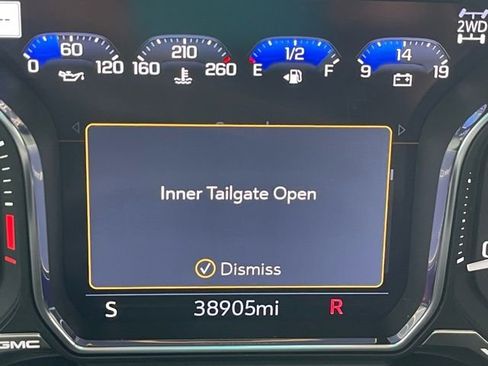 --
2WD
60 210 1/2 14
0 120 160 260 E F 9 19
Inner Tailgate Open
Dismiss
S 38905mi R
GMC